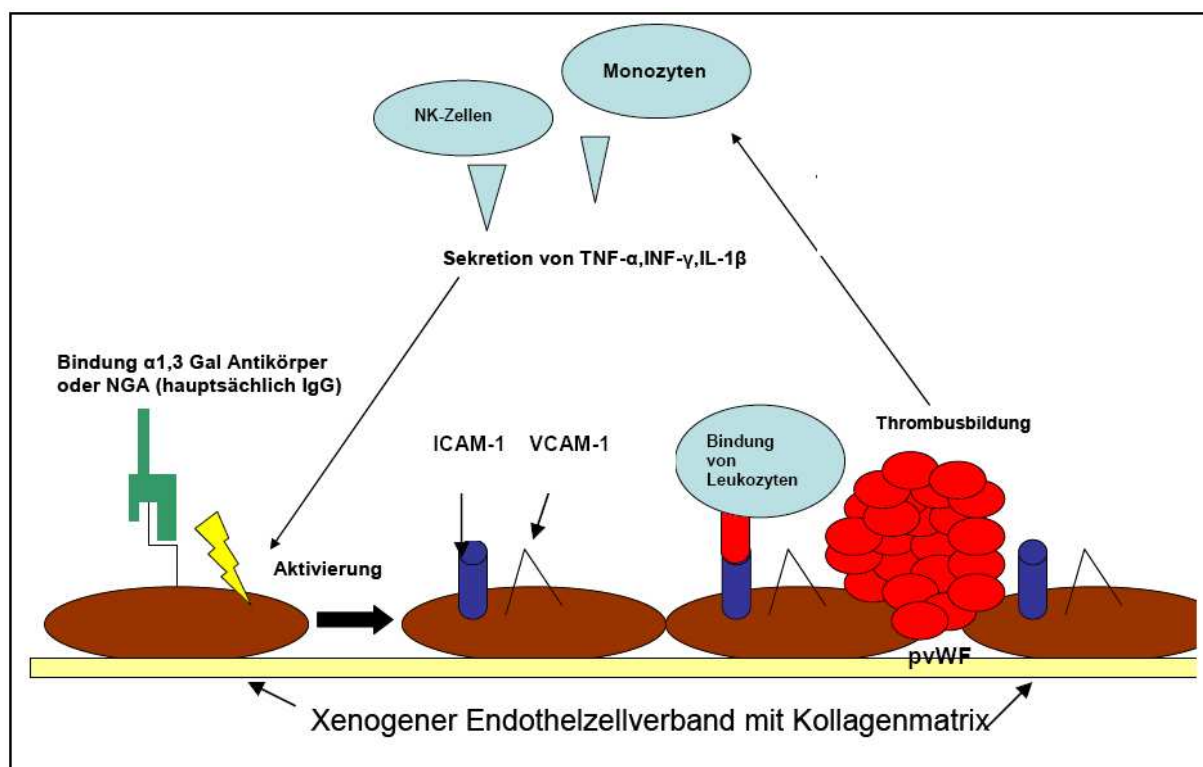 Monozyten
NK-Zellen
Sekretion von TNF-α,INF-γ,IL-1β
Bindung α1,3 Gal Antikörper
oder NGA (hauptsächlich IgG)
Thrombusbildung
ICAM-1
VCAM-1
Bindung
von
Leukozyten
Aktivierung
pvWF
Xenogener Endothelzellverband mit Kollagenmatrix